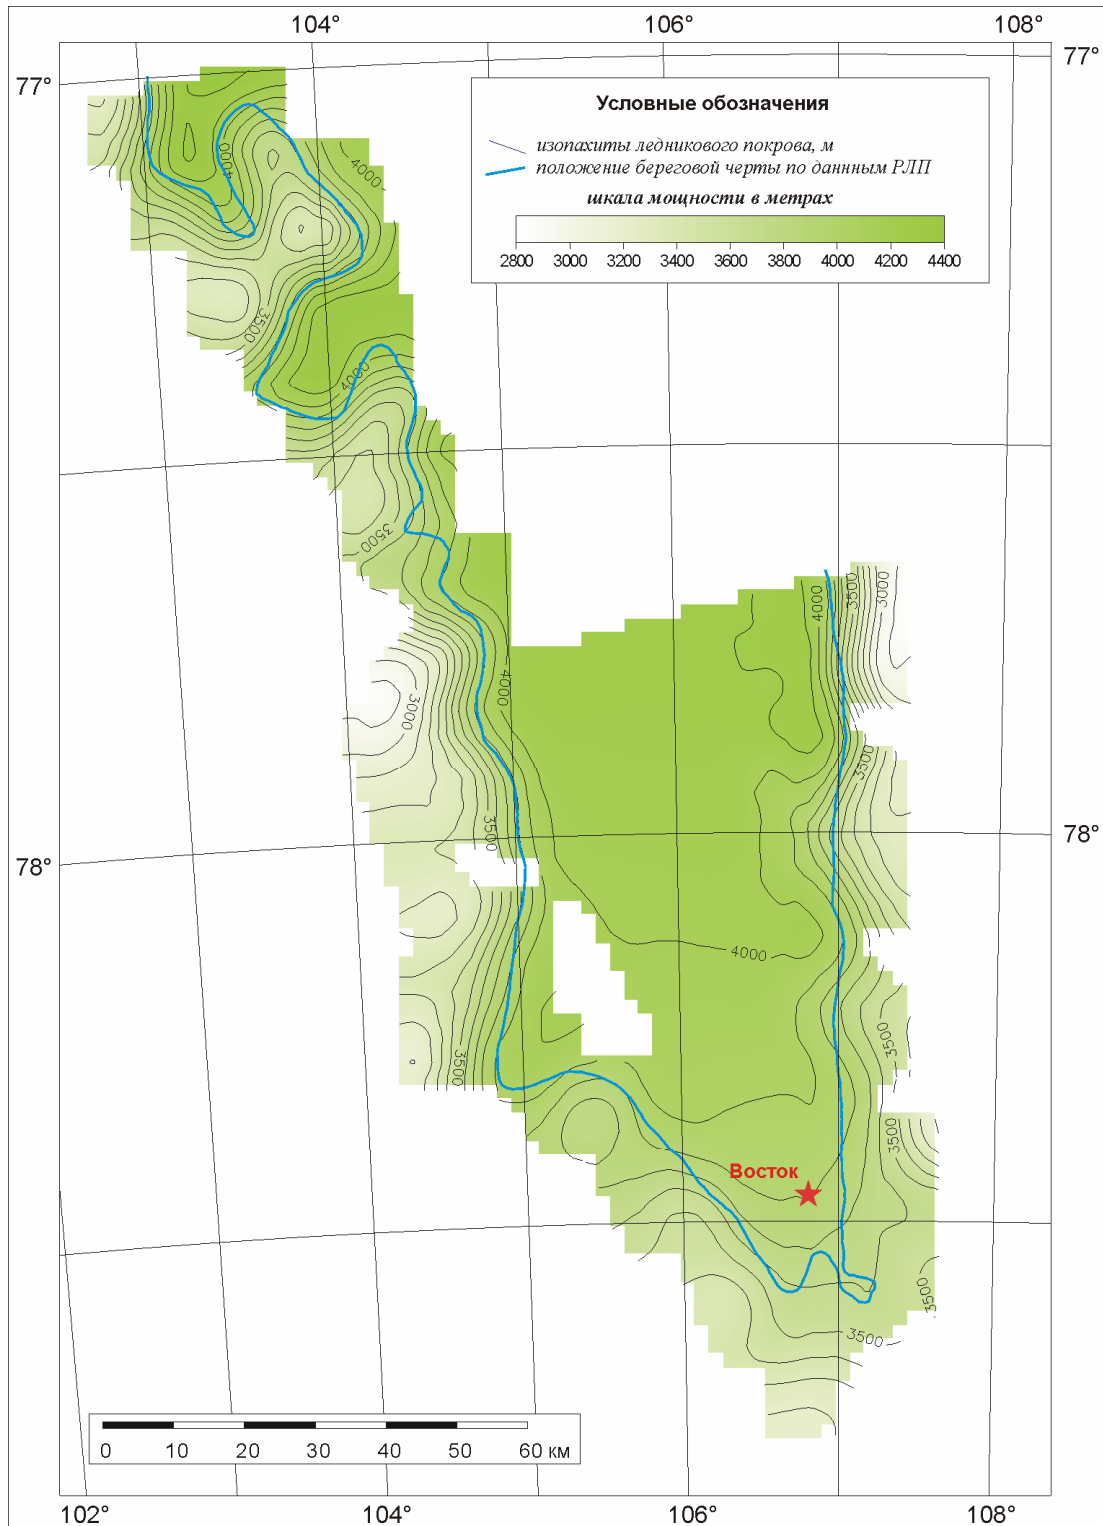 104° 106° 108°
77° 77°
Условные обозначения
изопахиты ледникового покрова, м
положение береговой черты по даннным РЛП
шкала мощности в метрах
2800 3000 3200 3400 3600 3800 4000 4200 4400
4000
4000
3500
4000
3500
4000
3500
3000
4000
3000
3500
3500
78°
78°
4000
3500
3500
3500
Восток
3500
3500
0 10 20 30 40 50 60 км
102° 104° 106° 108°